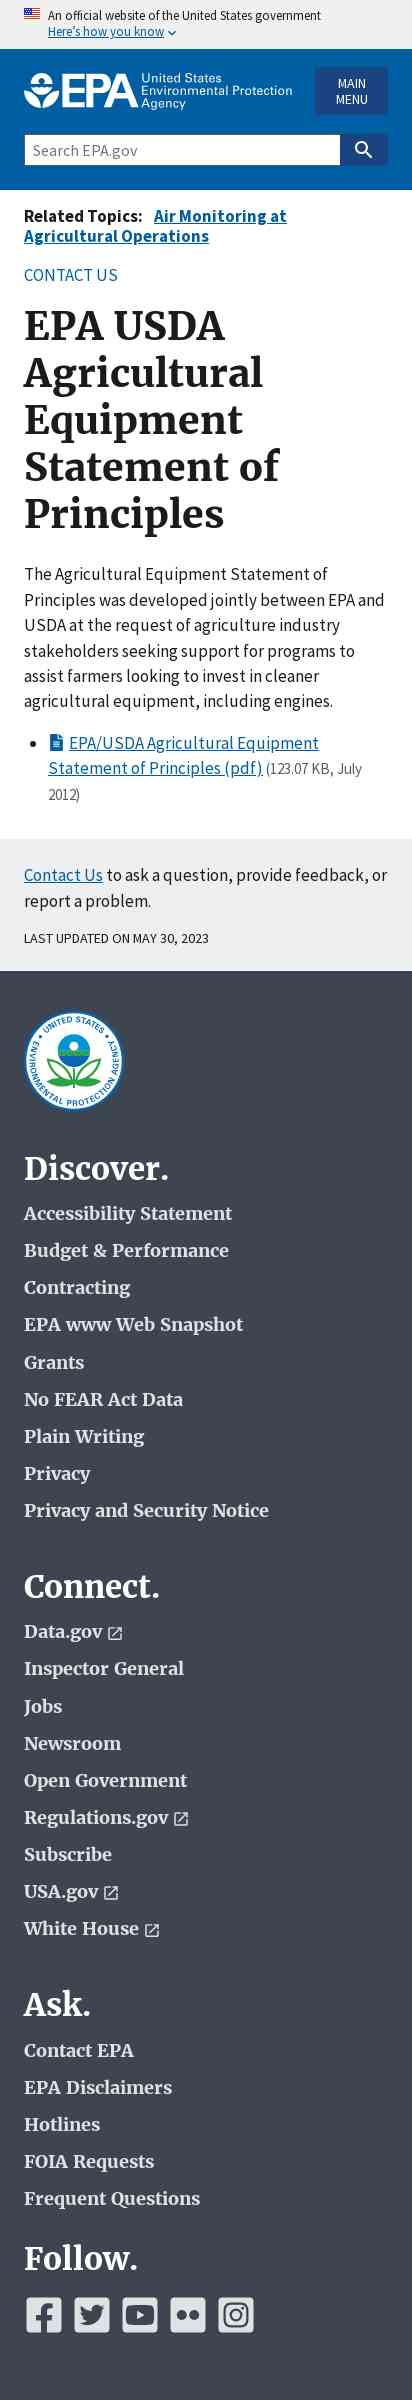 An official website of the United States government
Here's how you know
EPA United States
Environmental Protection
Agency
MAIN
MENU
Search EPA.gov
Related Topics: Air Monitoring at
Agricultural Operations
CONTACT US
EPA USDA
Agricultural
Equipment
Statement of
Principles
The Agricultural Equipment Statement of
Principles was developed jointly between EPA and
USDA at the request of agriculture industry
stakeholders seeking support for programs to
assist farmers looking to invest in cleaner
agricultural equipment, including engines.
EPA/USDA Agricultural Equipment
Statement of Principles (pdf) (123.07 KB, July
2012)
Contact Us to ask a question, provide feedback, or
report a problem.
LAST UPDATED ON MAY 30, 2023
UNITED STATES
ENVIRONMENTAL PROTECTION AGENCY
Discover.
Accessibility Statement
Budget & Performance
Contracting
EPA www Web Snapshot
Grants
No FEAR Act Data
Plain Writing
Privacy
Privacy and Security Notice
Connect.
Data.gov
Inspector General
Jobs
Newsroom
Open Government
Regulations.gov
Subscribe
USA.gov
White House
Ask.
Contact EPA
EPA Disclaimers
Hotlines
FOIA Requests
Frequent Questions
Follow.